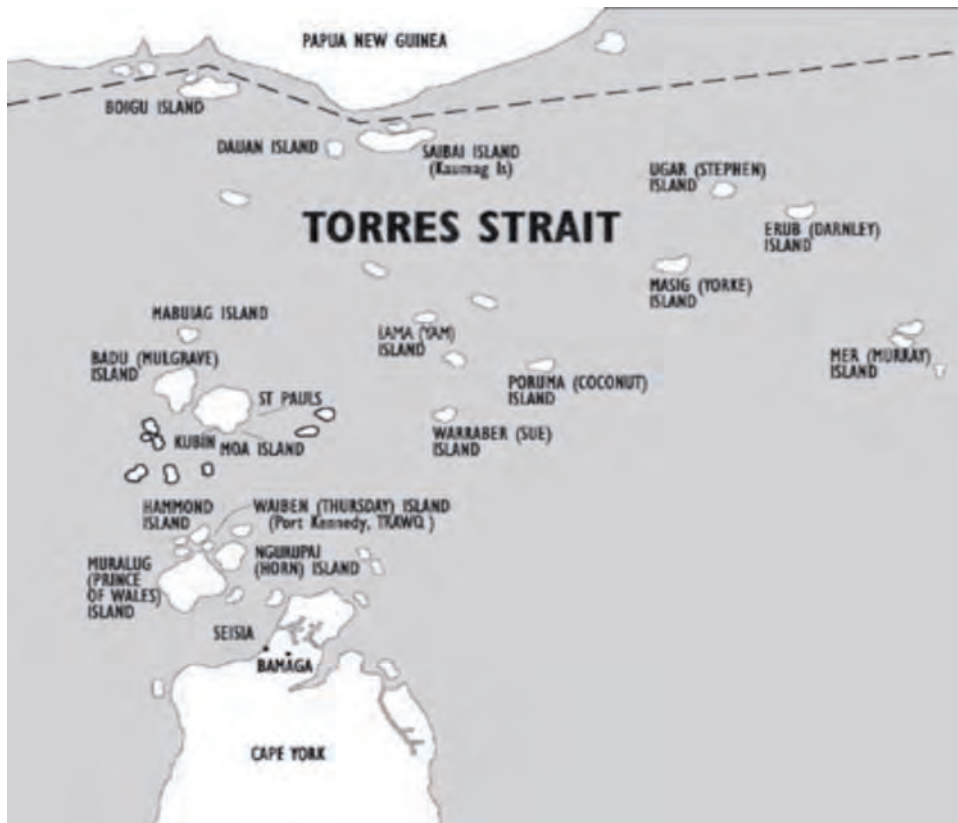 PAPUA NEW GUINEA
BOIGU ISLAND
DAUAN ISLAND
SAIBAI ISLAND
(Kaumag Is)
UGAR (STEPHEN)
ISLAND
TORRES STRAIT
ERUB (DARNLEY)
ISLAND
MASIG (YORKE)
ISLAND
MABUIAG ISLAND
IAMA (YAM)
ISLAND
MER (MURRAY)
ISLAND
BADU (MULGRAVE)
ISLAND
PORUMA (COCONUT)
ISLAND
ST PAULS
WARRABER (SUE)
ISLAND
KUBIN
MOA ISLAND
HAMMOND
ISLAND
WAIBEN (THURSDAY) ISLAND
(Port Kennedy, TRAWQ )
NGURUPAI
(HORN) ISLAND
MURALUG
(PRINCE
OF WALES)
ISLAND
SEISIA
BAMAGA
CAPE YORK